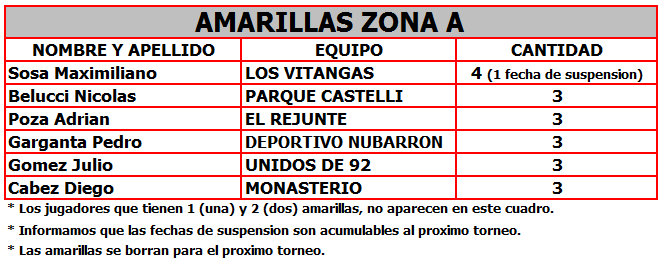 AMARILLAS ZONA A
NOMBRE Y APELLIDO EQUIPO CANTIDAD
Sosa Maximiliano LOS VITANGAS 4 (1 fecha de suspension)
Belucci Nicolas PARQUE CASTELLI 3
Poza Adrian EL REJUNTE 3
Garganta Pedro DEPORTIVO NUBARRON 3
Gomez Julio UNIDOS DE 92 3
Cabez Diego MONASTERIO 3
* Los jugadores que tienen 1 (una) y 2 (dos) amarillas, no aparecen en este cuadro.
* Informamos que las fechas de suspension son acumulables al proximo torneo.
* Las amarillas se borran para el proximo torneo.